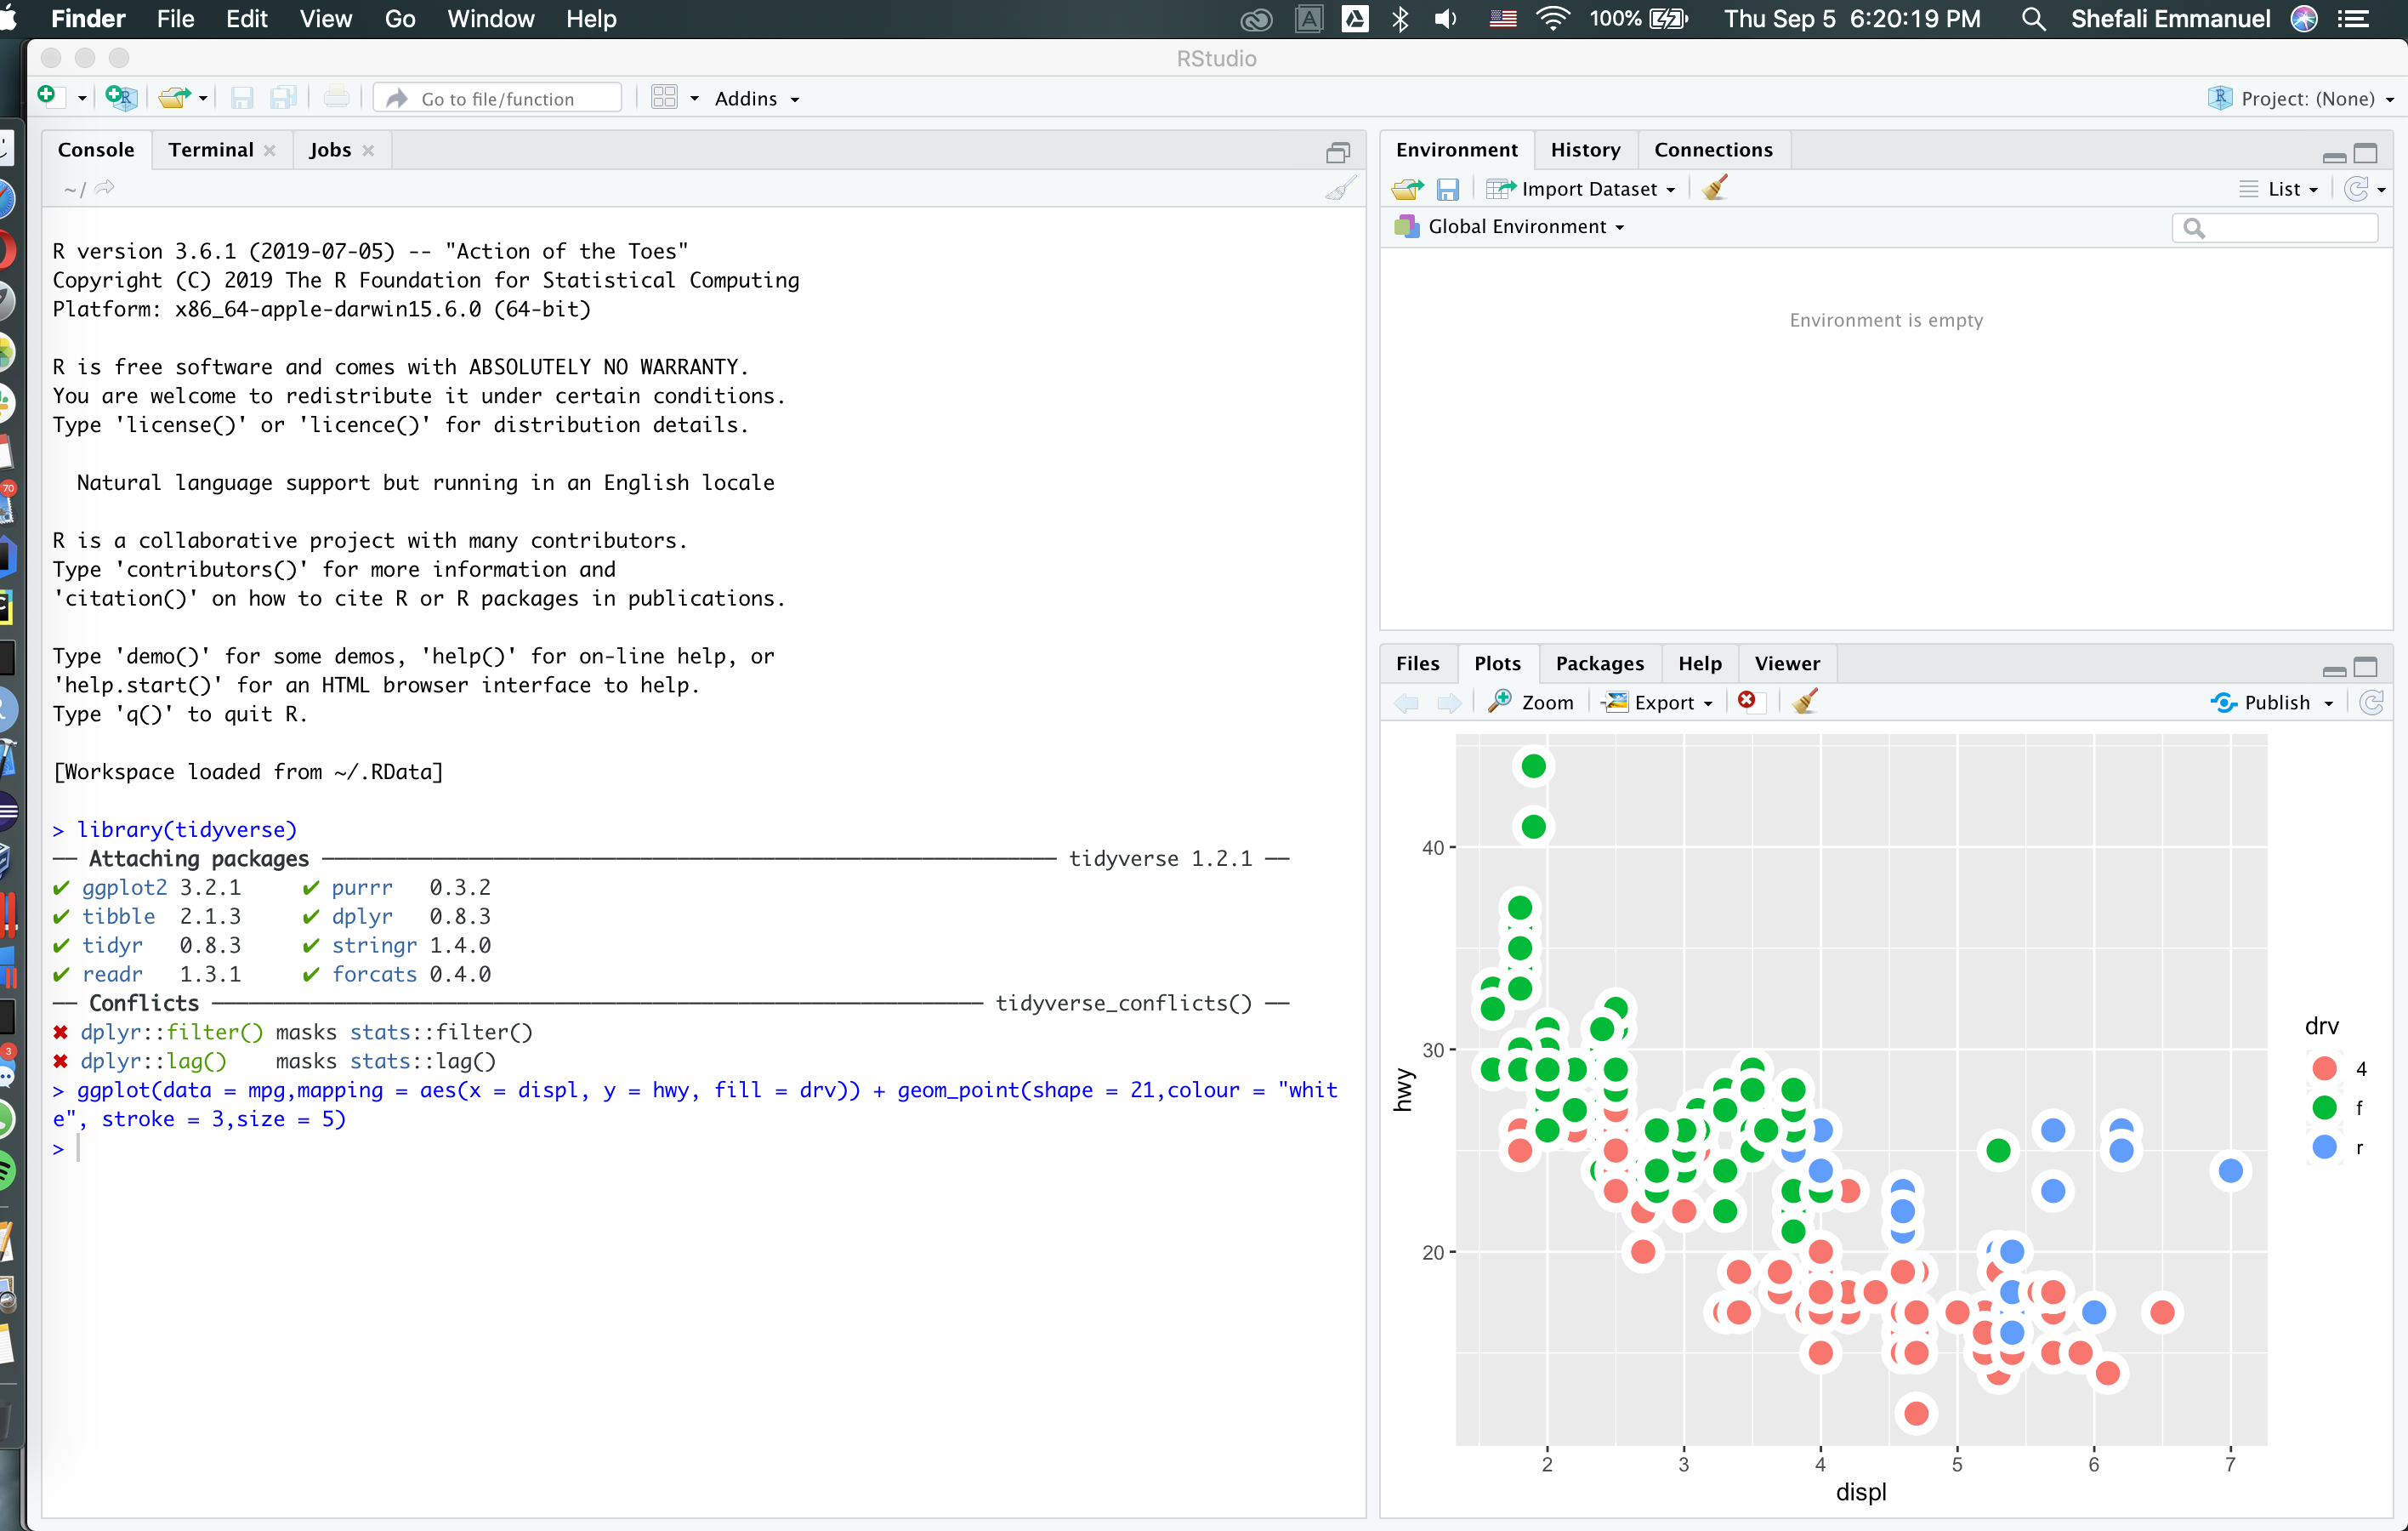 Finder File Edit View Go Window Help 100% Thu Sep 5 6:20:19 PM Shefali Emmanuel
RStudio
Go to file/function Addins Project: (None)
Console Terminal Jobs
~/
R version 3.6.1 (2019-07-05) -- "Action of the Toes"
Copyright (C) 2019 The R Foundation for Statistical Computing
Platform: x86_64-apple-darwin15.6.0 (64-bit)
R is free software and comes with ABSOLUTELY NO WARRANTY.
You are welcome to redistribute it under certain conditions.
Type 'license()' or 'licence()' for distribution details.
Natural language support but running in an English locale
R is a collaborative project with many contributors.
Type 'contributors()' for more information and
'citation()' on how to cite R or R packages in publications.
Type 'demo()' for some demos, 'help()' for on-line help, or
'help.start()' for an HTML browser interface to help.
Type 'q()' to quit R.
[Workspace loaded from ~/.RData]
> library(tidyverse)
── Attaching packages ──────────────────── tidyverse 1.2.1 ──
✔ ggplot2 3.2.1 ✔ purrr 0.3.2
✔ tibble 2.1.3 ✔ dplyr 0.8.3
✔ tidyr 0.8.3 ✔ stringr 1.4.0
✔ readr 1.3.1 ✔ forcats 0.4.0
── Conflicts ──────────────────── tidyverse_conflicts() ──
✖ dplyr::filter() masks stats::filter()
✖ dplyr::lag() masks stats::lag()
> ggplot(data = mpg,mapping = aes(x = displ, y = hwy, fill = drv)) + geom_point(shape = 21,colour = "whit
e", stroke = 3,size = 5)
>
Environment History Connections
Import Dataset List
Global Environment
Environment is empty
Files Plots Packages Help Viewer
Zoom Export Publish
40
30
20
hwy
2 3 4 5 6 7
displ
drv
4
f
r
70
3